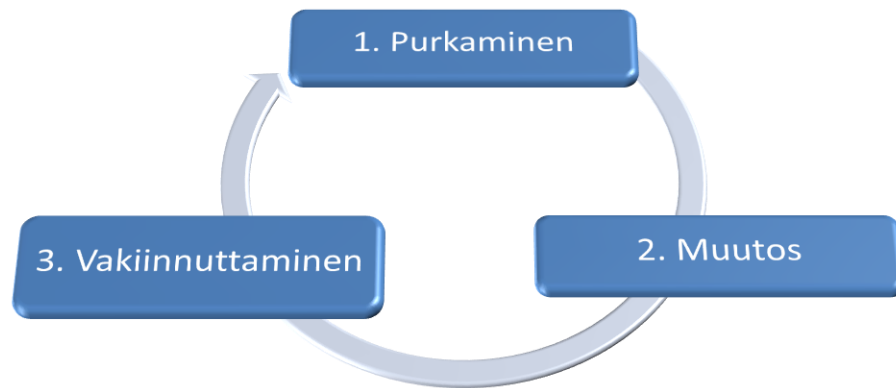 1. Purkaminen
2. Muutos
3. Vakiinnuttaminen